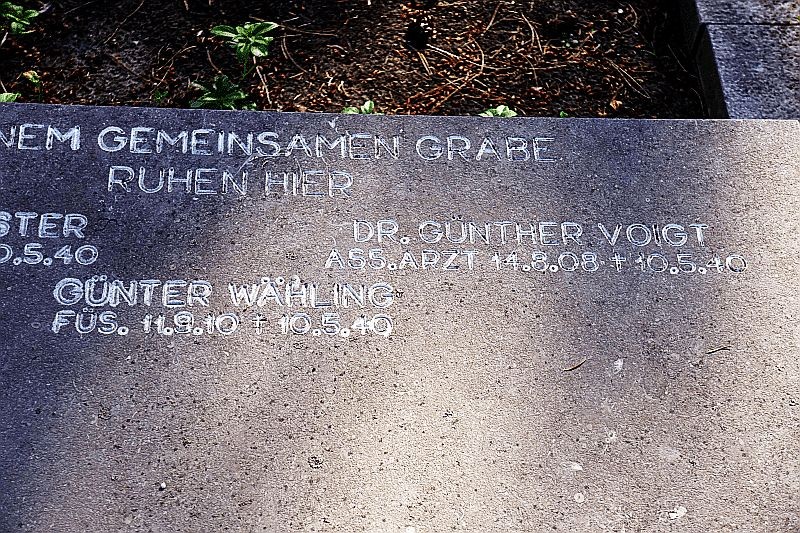 NEM GEMEINSAMEN GRABE
RUHEN HIER
STER
0.5.40
DR. GÜNTHER VOIGT
ASS. ARZT 14.8.08 † 10.5.40
GÜNTER WÄHLING
FÜS. 11.9.10 † 10.5.40